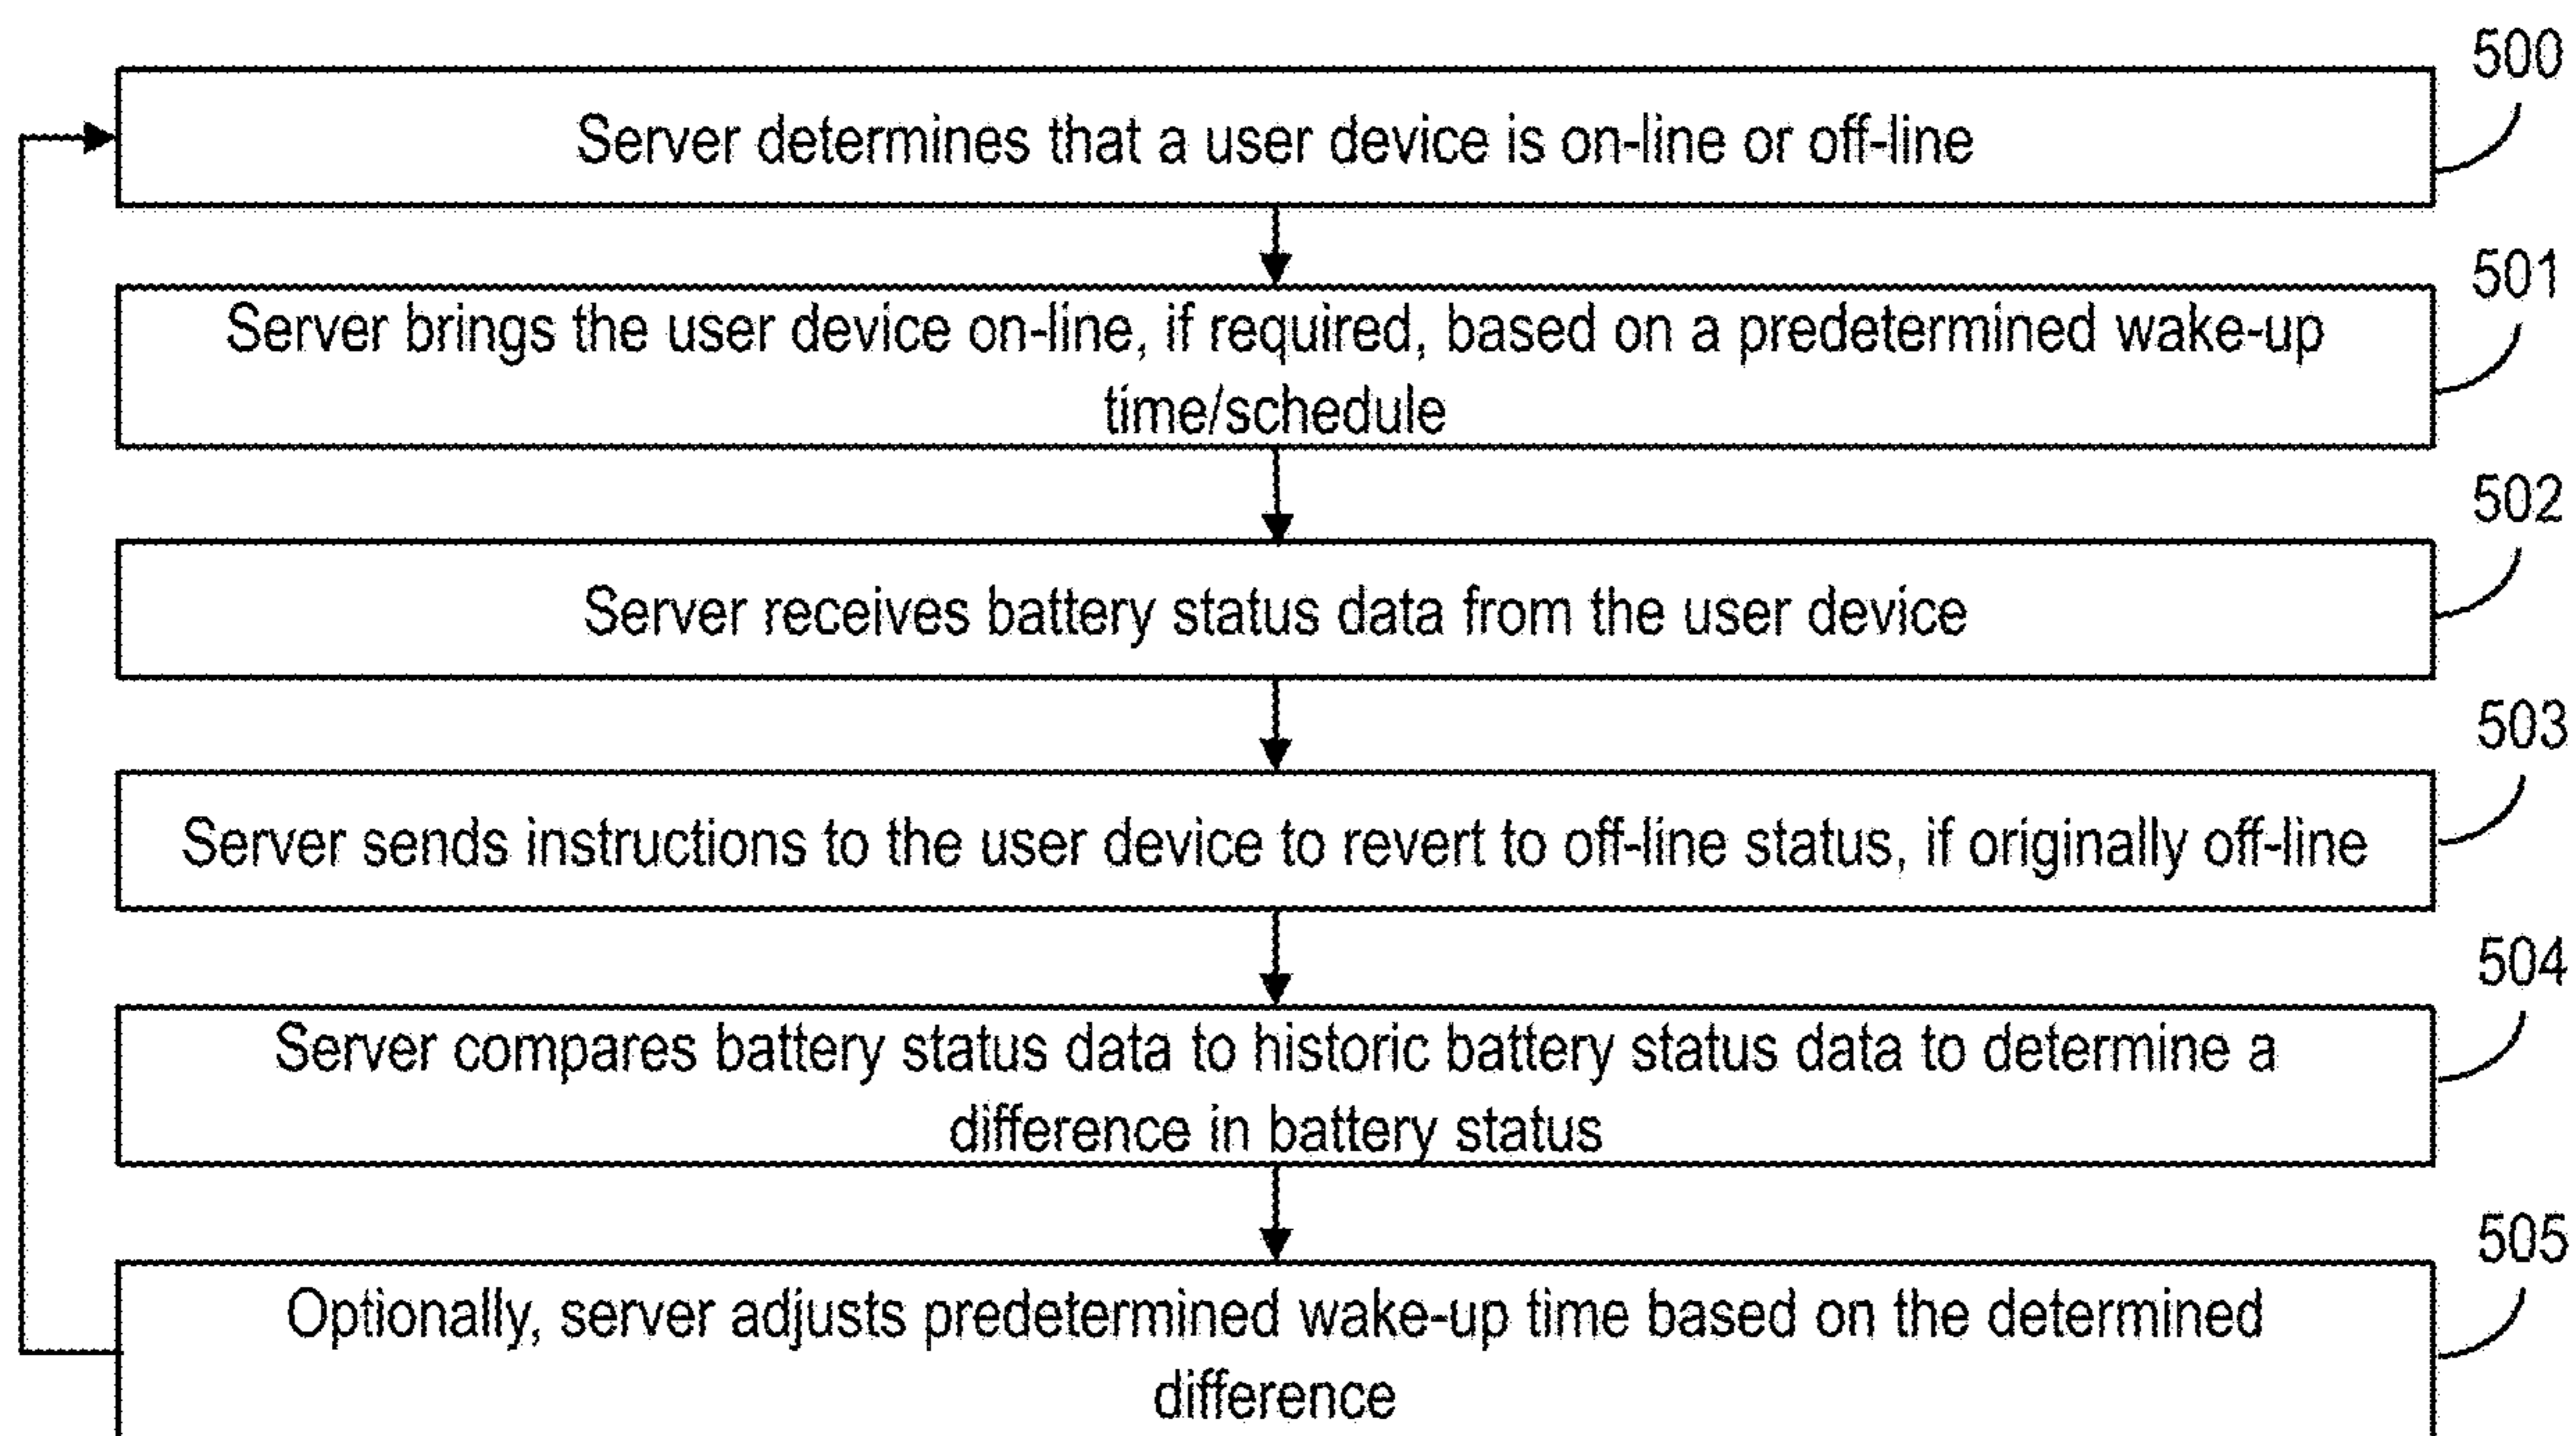 500
Server determines that a user device is on-line or off-line
501
Server brings the user device on-line, if required, based on a predetermined wake-up
time/schedule
502
Server receives battery status data from the user device
503
Server sends instructions to the user device to revert to off-line status, if originally off-line
504
Server compares battery status data to historic battery status data to determine a
difference in battery status
505
Optionally, server adjusts predetermined wake-up time based on the determined
difference